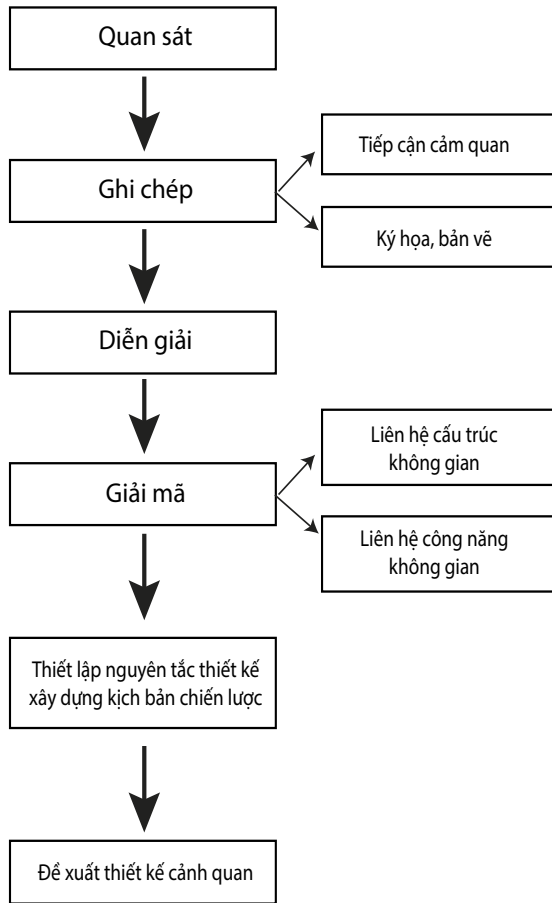 Quan sát
Ghi chép
Tiếp cận cảm quan
Ký họa, bản vẽ
Diễn giải
Giải mã
Liên hệ cấu trúc
không gian
Liên hệ công năng
không gian
Thiết lập nguyên tắc thiết kế
xây dựng kịch bản chiến lược
Đề xuất thiết kế cảnh quan